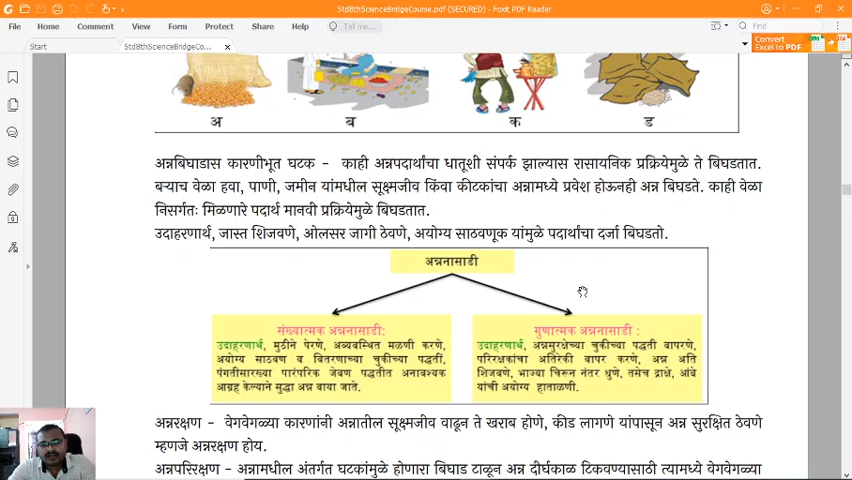 Std8thScienceBridgeCourse.pdf (SECURED) - Foxit PDF Reader
File Home Comment View Form Protect Share Help Tell me... Find
Start Std8thScienceBridgeCo... Convert Excel to PDF
अ ब क ड
अन्नबिघाडास कारणीभूत घटक - काही अन्नपदार्थांचा धातूशी संपर्क झाल्यास रासायनिक प्रक्रियेमुळे ते बिघडतात.
बऱ्याच वेळा हवा, पाणी, जमीन यांमधील सूक्ष्मजीव किंवा कीटकांचा अन्नामध्ये प्रवेश होऊनही अन्न बिघडते. काही वेळा
निसर्गतः मिळणारे पदार्थ मानवी प्रक्रियेमुळे बिघडतात.
उदाहरणार्थ, जास्त शिजवणे, ओलसर जागी ठेवणे, अयोग्य साठवणूक यांमुळे पदार्थांचा दर्जा बिघडतो.
अन्ननासाडी
संख्यात्मक अन्ननासाडी:
उदाहरणार्थ, मुठीने पेरणे, अव्यवस्थित मळणी करणे,
अयोग्य साठवण व वितरणाच्या चुकीच्या पद्धती,
पंगतीसारख्या पारंपरिक जेवण पद्धतीत अनावश्यक
आग्रह केल्याने सुद्धा अन्न वाया जाते.
गुणात्मक अन्ननासाडी :
उदाहरणार्थ, अन्नसुरक्षेच्या चुकीच्या पद्धती वापरणे,
परिरक्षकांचा अतिरेकी वापर करणे, अन्न अति
शिजवणे, भाज्या चिरून नंतर धुणे, तसेच द्राक्षे, आंबे
यांची अयोग्य हाताळणी.
अन्नरक्षण - वेगवेगळ्या कारणांनी अन्नातील सूक्ष्मजीव वाढून ते खराब होणे, कीड लागणे यांपासून अन्न सुरक्षित ठेवणे
म्हणजे अन्नरक्षण होय.
अन्नपरिरक्षण - अन्नामधील अंतर्गत घटकांमुळे होणारा बिघाड टाळून अन्न दीर्घकाळ टिकवण्यासाठी त्यामध्ये वेगवेगळ्या